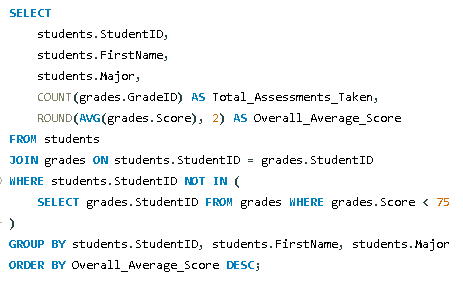 SELECT
students.StudentID,
students.FirstName,
students.Major,
COUNT(grades.GradeID) AS Total_Assessments_Taken,
ROUND(AVG(grades.Score), 2) AS Overall_Average_Score
FROM students
JOIN grades ON students.StudentID = grades.StudentID
WHERE students.StudentID NOT IN (
SELECT grades.StudentID FROM grades WHERE grades.Score < 75
)
GROUP BY students.StudentID, students.FirstName, students.Major
ORDER BY Overall_Average_Score DESC;